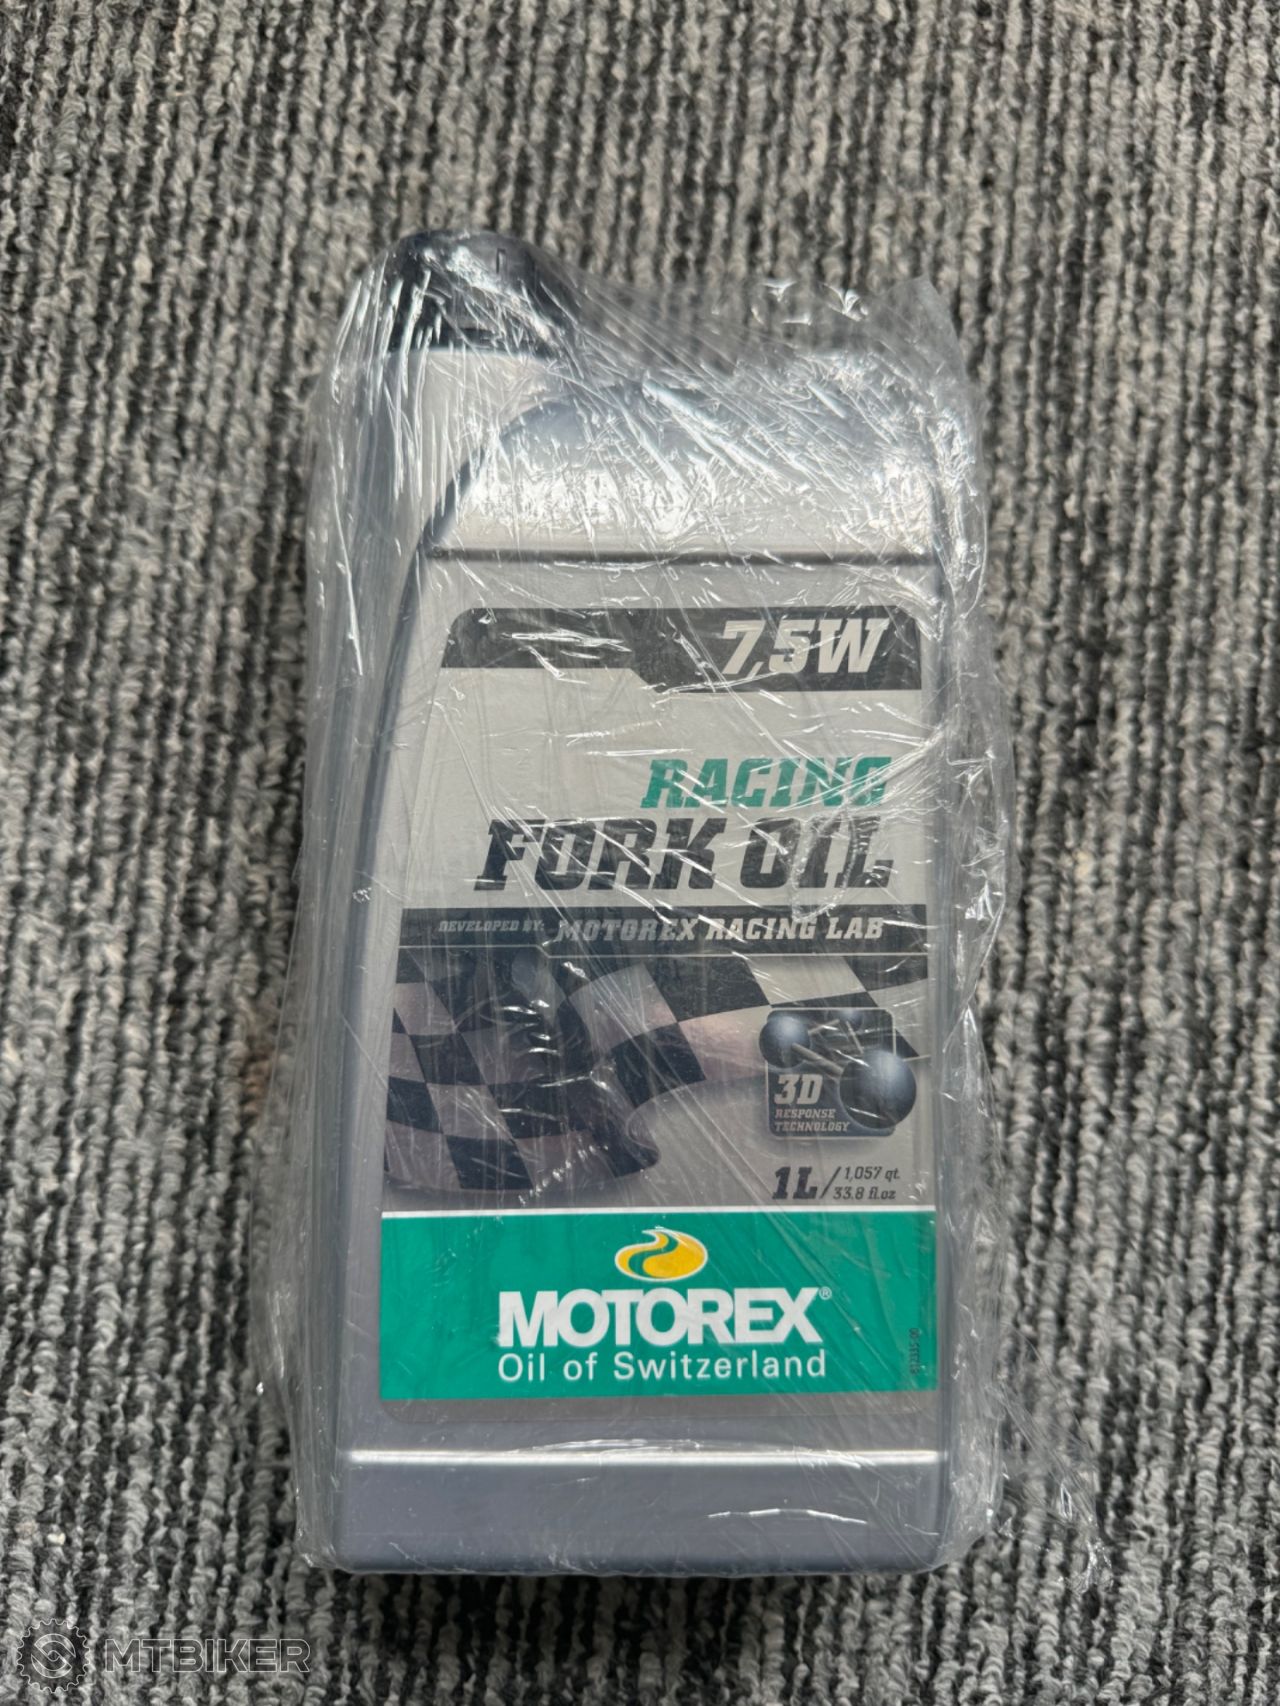 7,5W
RACING
FORK OIL
DEVELOPED BY: MOTOREX RACING LAB
3D
RESPONSE
TECHNOLOGY
1L / 1,057 qt.
33.8 fl.oz
MOTOREX®
Oil of Switzerland
MTBIKER